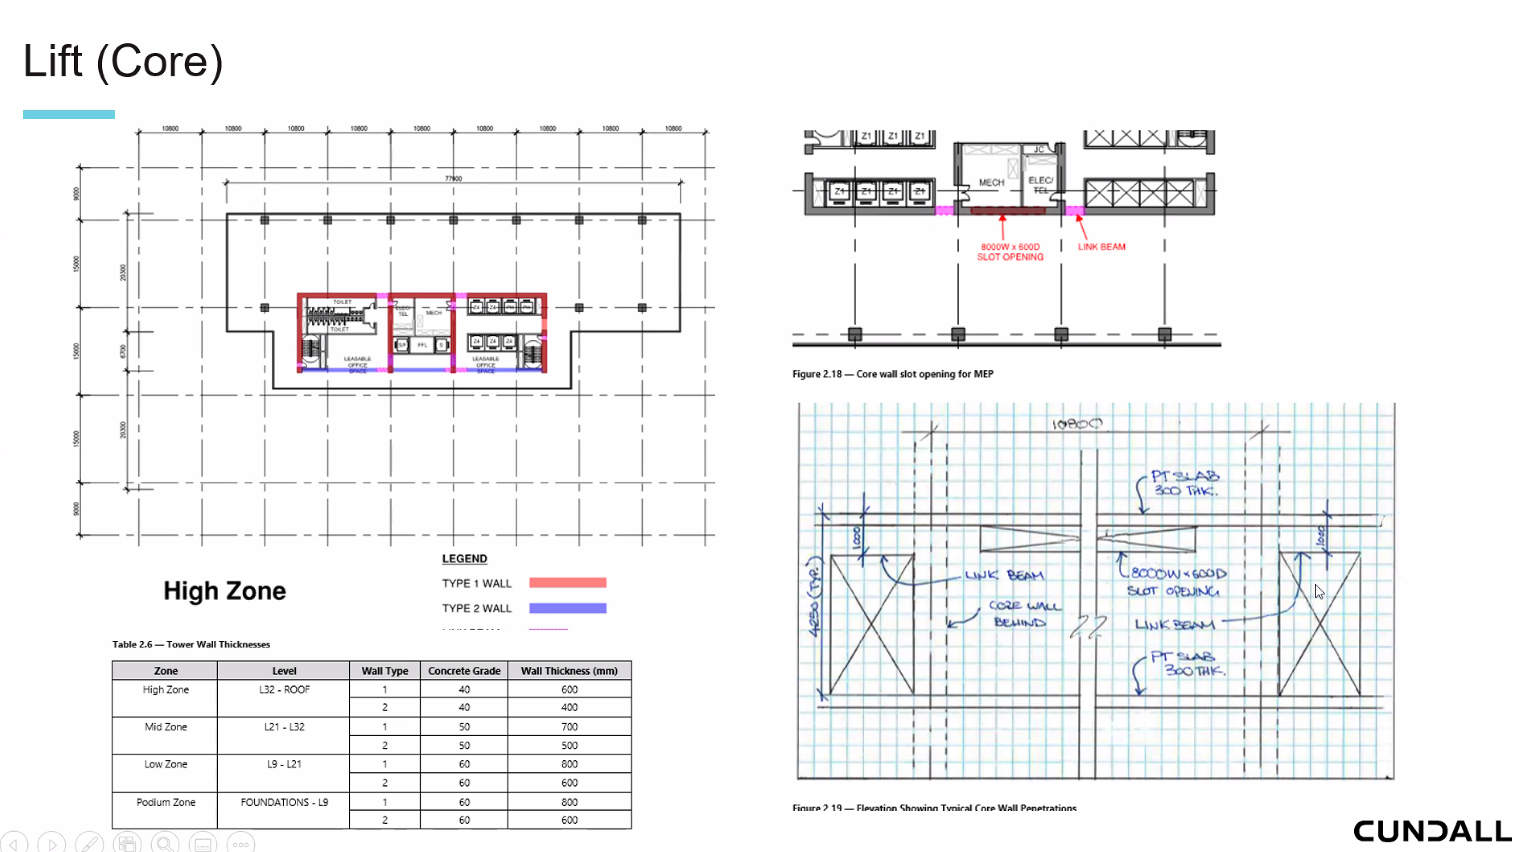 Lift (Core)
10800 10800 10800 10800 10800 10800 10800 10800 10800
77900
9000
15000
20300
15000
6700
15000
20300
9000
TOILET
TOILET
ELEC/
TEL
MECH
LEASABLE
OFFICE
SPACE
FFL
LEASABLE
OFFICE
SPACE
Z4 Z4 Z4
High Zone
LEGEND
TYPE 1 WALL
TYPE 2 WALL
Table 2.6 — Tower Wall Thicknesses
Zone Level Wall Type Concrete Grade Wall Thickness (mm)
High Zone L32 - ROOF 1 40 600
2 40 400
Mid Zone L21 - L32 1 50 700
2 50 500
Low Zone L9 - L21 1 60 800
2 60 600
Podium Zone FOUNDATIONS - L9 1 60 800
2 60 600
Z1 Z1 Z1
JC
MECH
ELEC/
TEL
Z1 Z1 Z1 Z1
8000W x 600D
SLOT OPENING
LINK BEAM
Figure 2.18 — Core wall slot opening for MEP
10800
PT SLAB
300 THK.
1000
1000
4250 (TYP.)
LINK BEAM
8000W x 600D
SLOT OPENING
CORE WALL
BEHIND
LINK BEAM
PT SLAB
300 THK.
Figure 2.19 — Elevation Showing Typical Core Wall Penetrations
CUNDALL